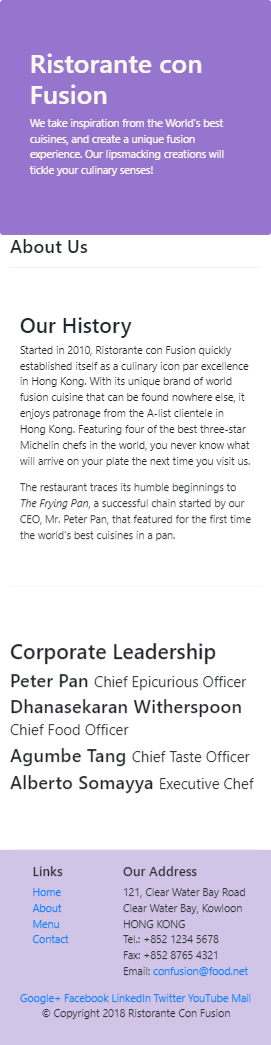 Ristorante con
Fusion
We take inspiration from the World's best
cuisines, and create a unique fusion
experience. Our lipsmacking creations will
tickle your culinary senses!
About Us
Our History
Started in 2010, Ristorante con Fusion quickly
established itself as a culinary icon par excellence
in Hong Kong. With its unique brand of world
fusion cuisine that can be found nowhere else, it
enjoys patronage from the A-list clientele in
Hong Kong. Featuring four of the best three-star
Michelin chefs in the world, you never know what
will arrive on your plate the next time you visit us.
The restaurant traces its humble beginnings to
The Frying Pan, a successful chain started by our
CEO, Mr. Peter Pan, that featured for the first time
the world's best cuisines in a pan.
Corporate Leadership
Peter Pan Chief Epicurious Officer
Dhanasekaran Witherspoon
Chief Food Officer
Agumbe Tang Chief Taste Officer
Alberto Somayya Executive Chef
Links
Home
About
Menu
Contact
Our Address
121, Clear Water Bay Road
Clear Water Bay, Kowloon
HONG KONG
Tel.: +852 1234 5678
Fax: +852 8765 4321
Email: confusion@food.net
Google+ Facebook LinkedIn Twitter YouTube Mail
© Copyright 2018 Ristorante Con Fusion